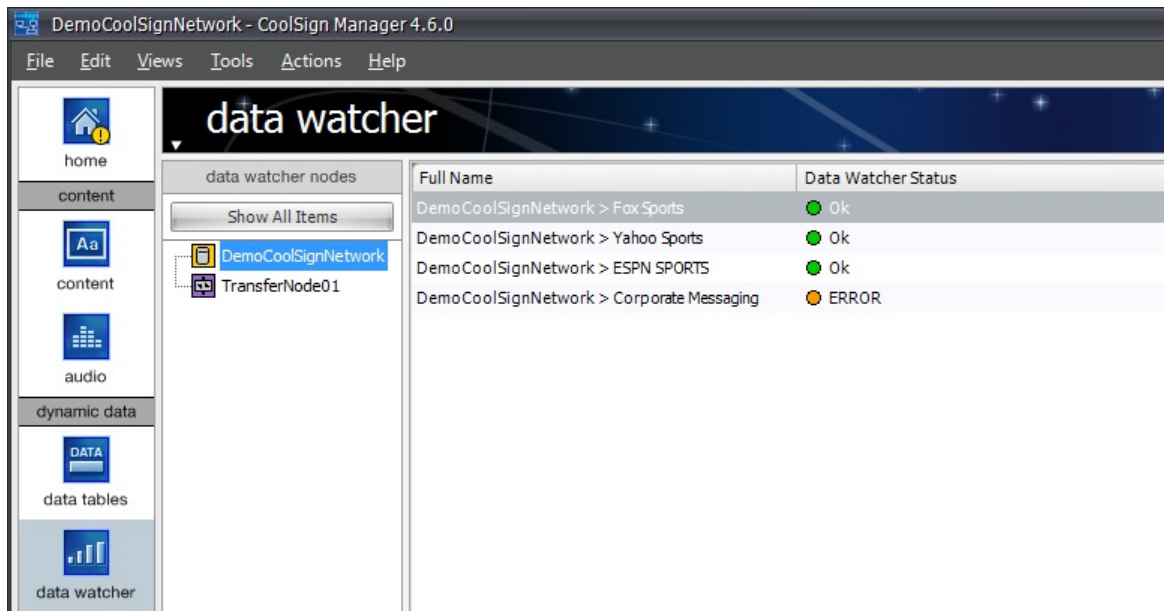 DemoCoolSignNetwork - CoolSign Manager 4.6.0
File Edit Views Tools Actions Help
home
content
Aa
content
audio
dynamic data
DATA
data tables
data watcher
data watcher
data watcher nodes
Show All Items
DemoCoolSignNetwork
TransferNode01
Full Name Data Watcher Status
DemoCoolSignNetwork > Fox Sports Ok
DemoCoolSignNetwork > Yahoo Sports Ok
DemoCoolSignNetwork > ESPN SPORTS Ok
DemoCoolSignNetwork > Corporate Messaging ERROR